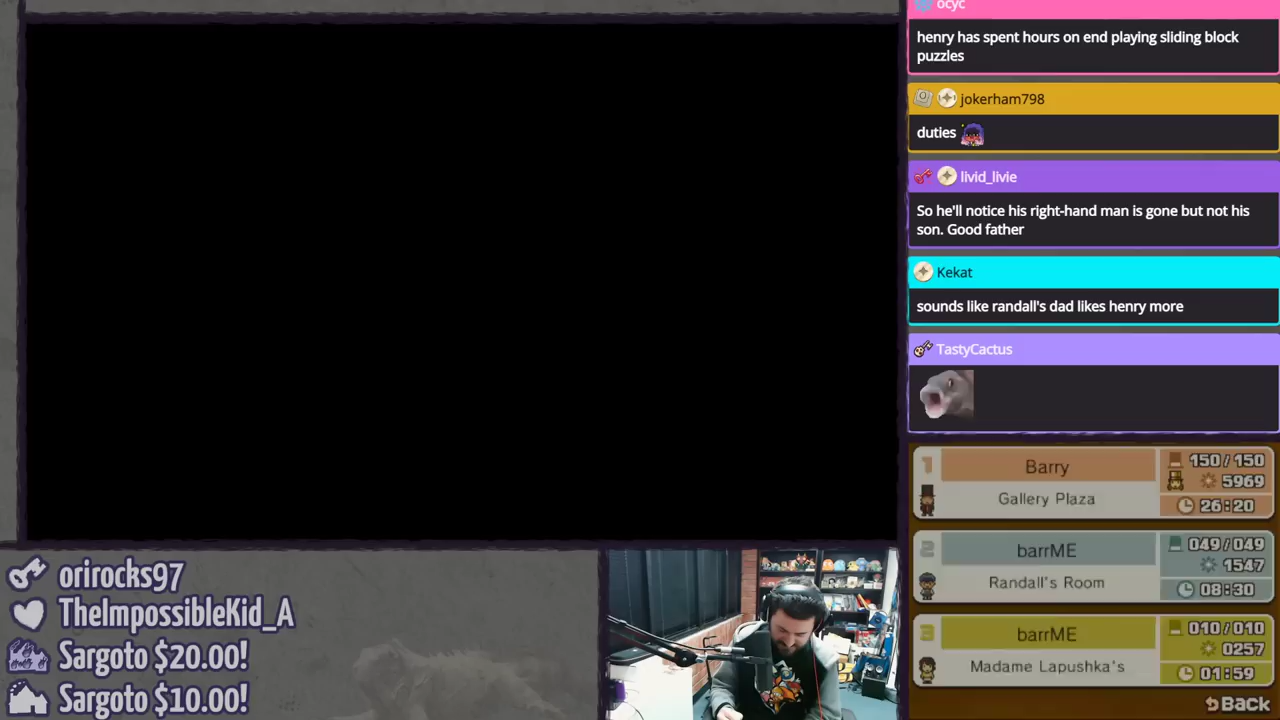 ocyc
henry has spent hours on end playing sliding block
puzzles
jokerham798
duties
livid_livie
So he'll notice his right-hand man is gone but not his
son. Good father
Kekat
sounds like randall's dad likes henry more
TastyCactus
1
Barry
150/150
5969
Gallery Plaza
26:20
2
barrME
049/049
1547
Randall's Room
08:30
3
barrME
010/010
0257
Madame Lapushka's
01:59
Back
orirocks97
TheImpossibleKid_A
Sargoto $20.00!
Sargoto $10.00!